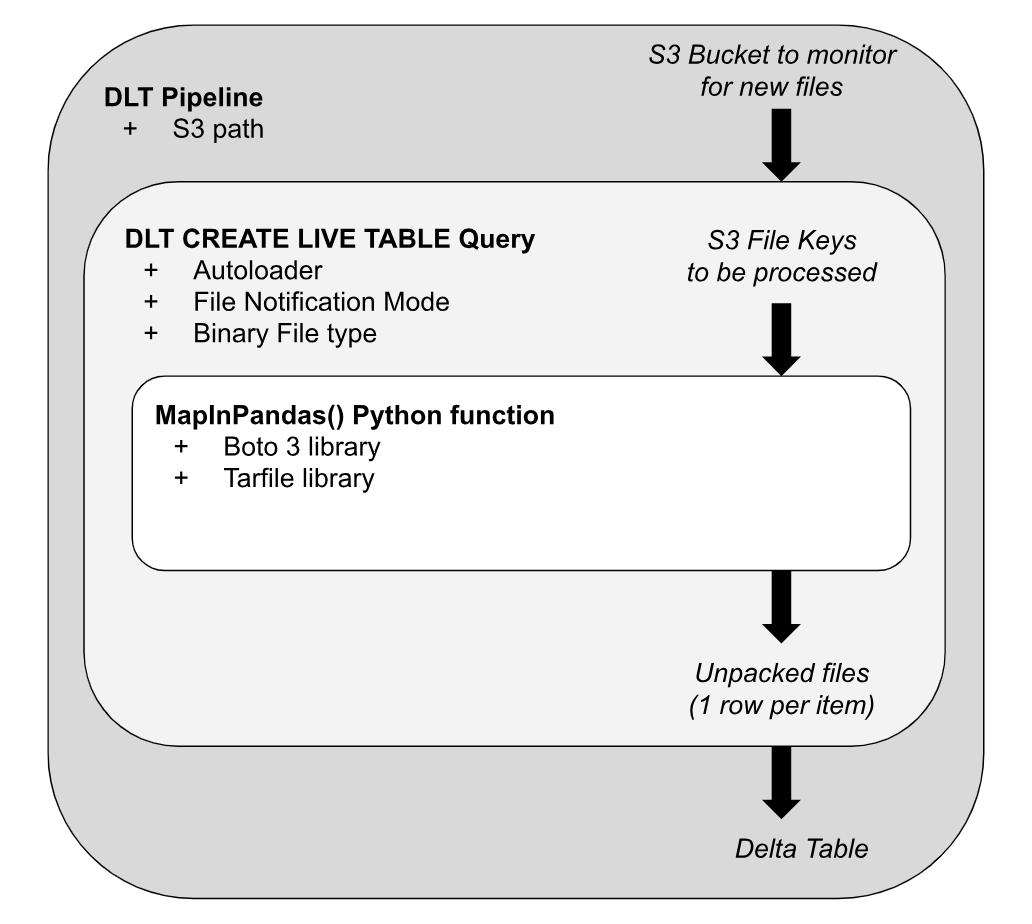 S3 Bucket to monitor
for new files
DLT Pipeline
+ S3 path
DLT CREATE LIVE TABLE Query
+ Autoloader
+ File Notification Mode
+ Binary File type
S3 File Keys
to be processed
MapInPandas() Python function
+ Boto 3 library
+ Tarfile library
Unpacked files
(1 row per item)
Delta Table